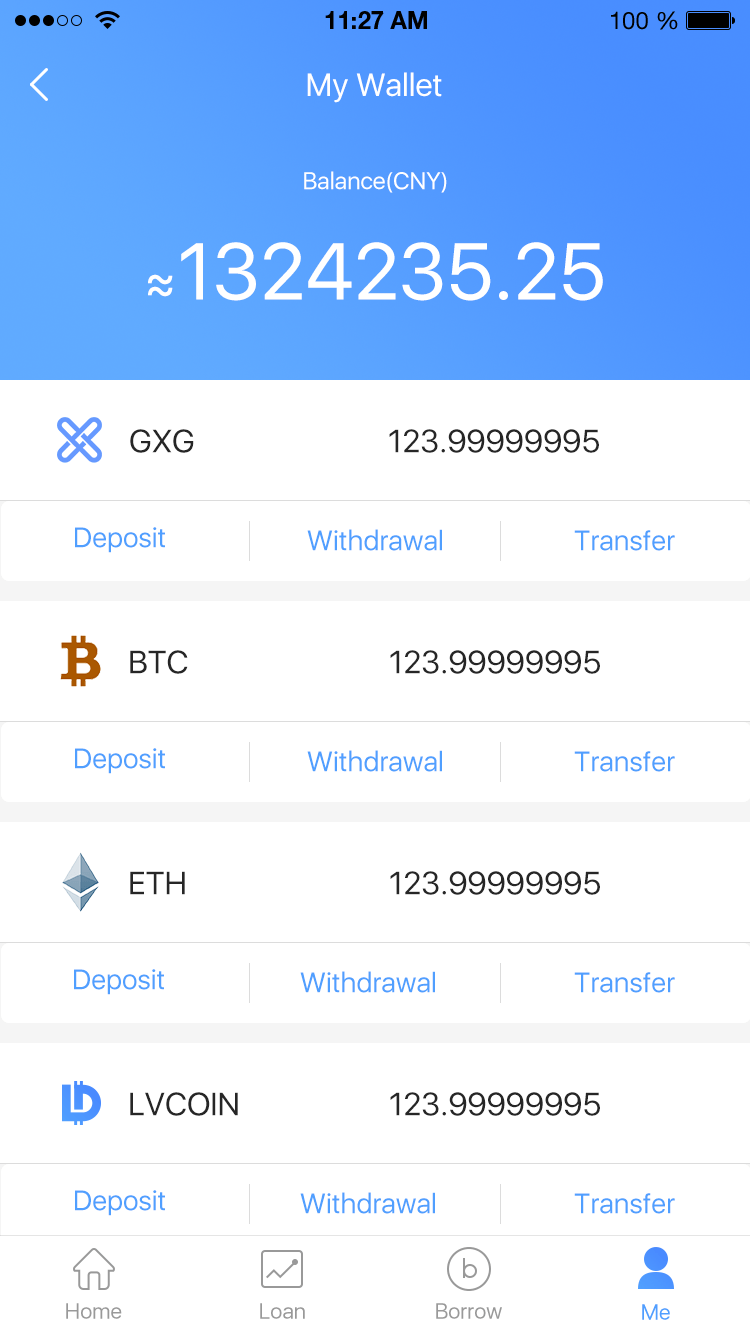 11:27 AM 100 %
My Wallet
Balance(CNY)
≈1324235.25
GXG 123.99999995
Deposit Withdrawal Transfer
BTC 123.99999995
Deposit Withdrawal Transfer
ETH 123.99999995
Deposit Withdrawal Transfer
LVCOIN 123.99999995
Deposit Withdrawal Transfer
Home Loan Borrow Me